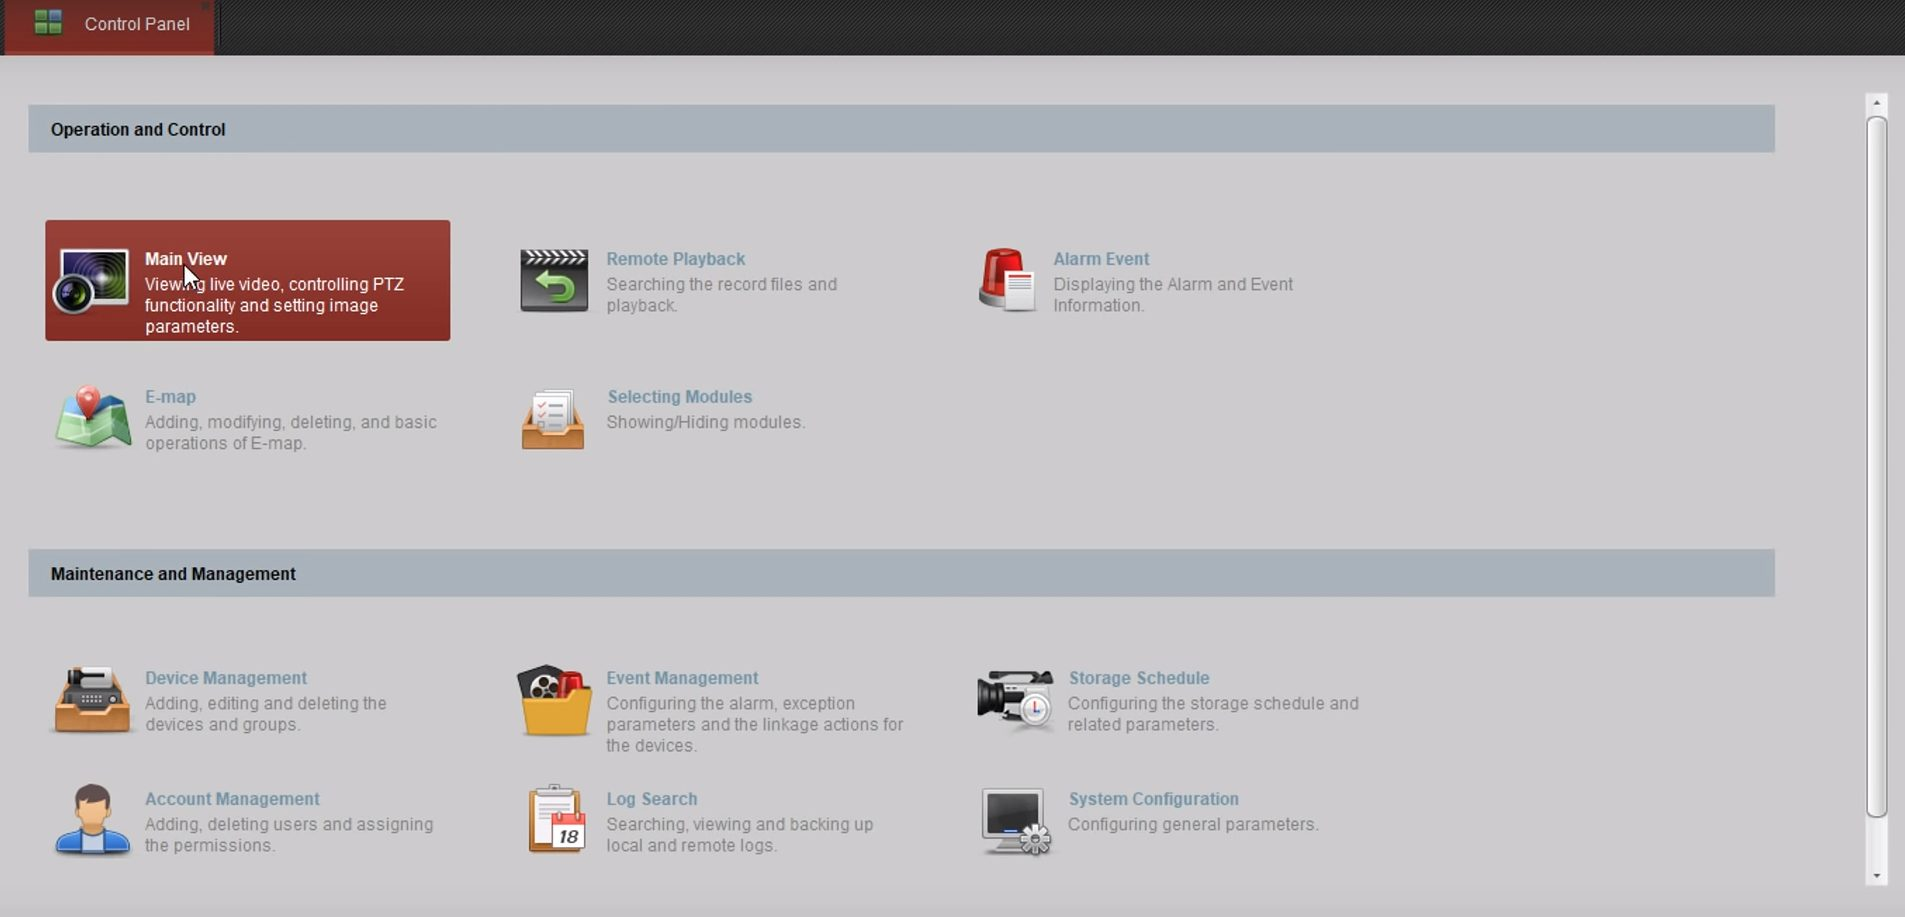 Control Panel
Operation and Control
Main View
Viewing live video, controlling PTZ
functionality and setting image
parameters.
Remote Playback
Searching the record files and
playback.
Alarm Event
Displaying the Alarm and Event
Information.
E-map
Adding, modifying, deleting, and basic
operations of E-map.
Selecting Modules
Showing/Hiding modules.
Maintenance and Management
Device Management
Adding, editing and deleting the
devices and groups.
Event Management
Configuring the alarm, exception
parameters and the linkage actions for
the devices.
Storage Schedule
Configuring the storage schedule and
related parameters.
Account Management
Adding, deleting users and assigning
the permissions.
18
Log Search
Searching, viewing and backing up
local and remote logs.
System Configuration
Configuring general parameters.